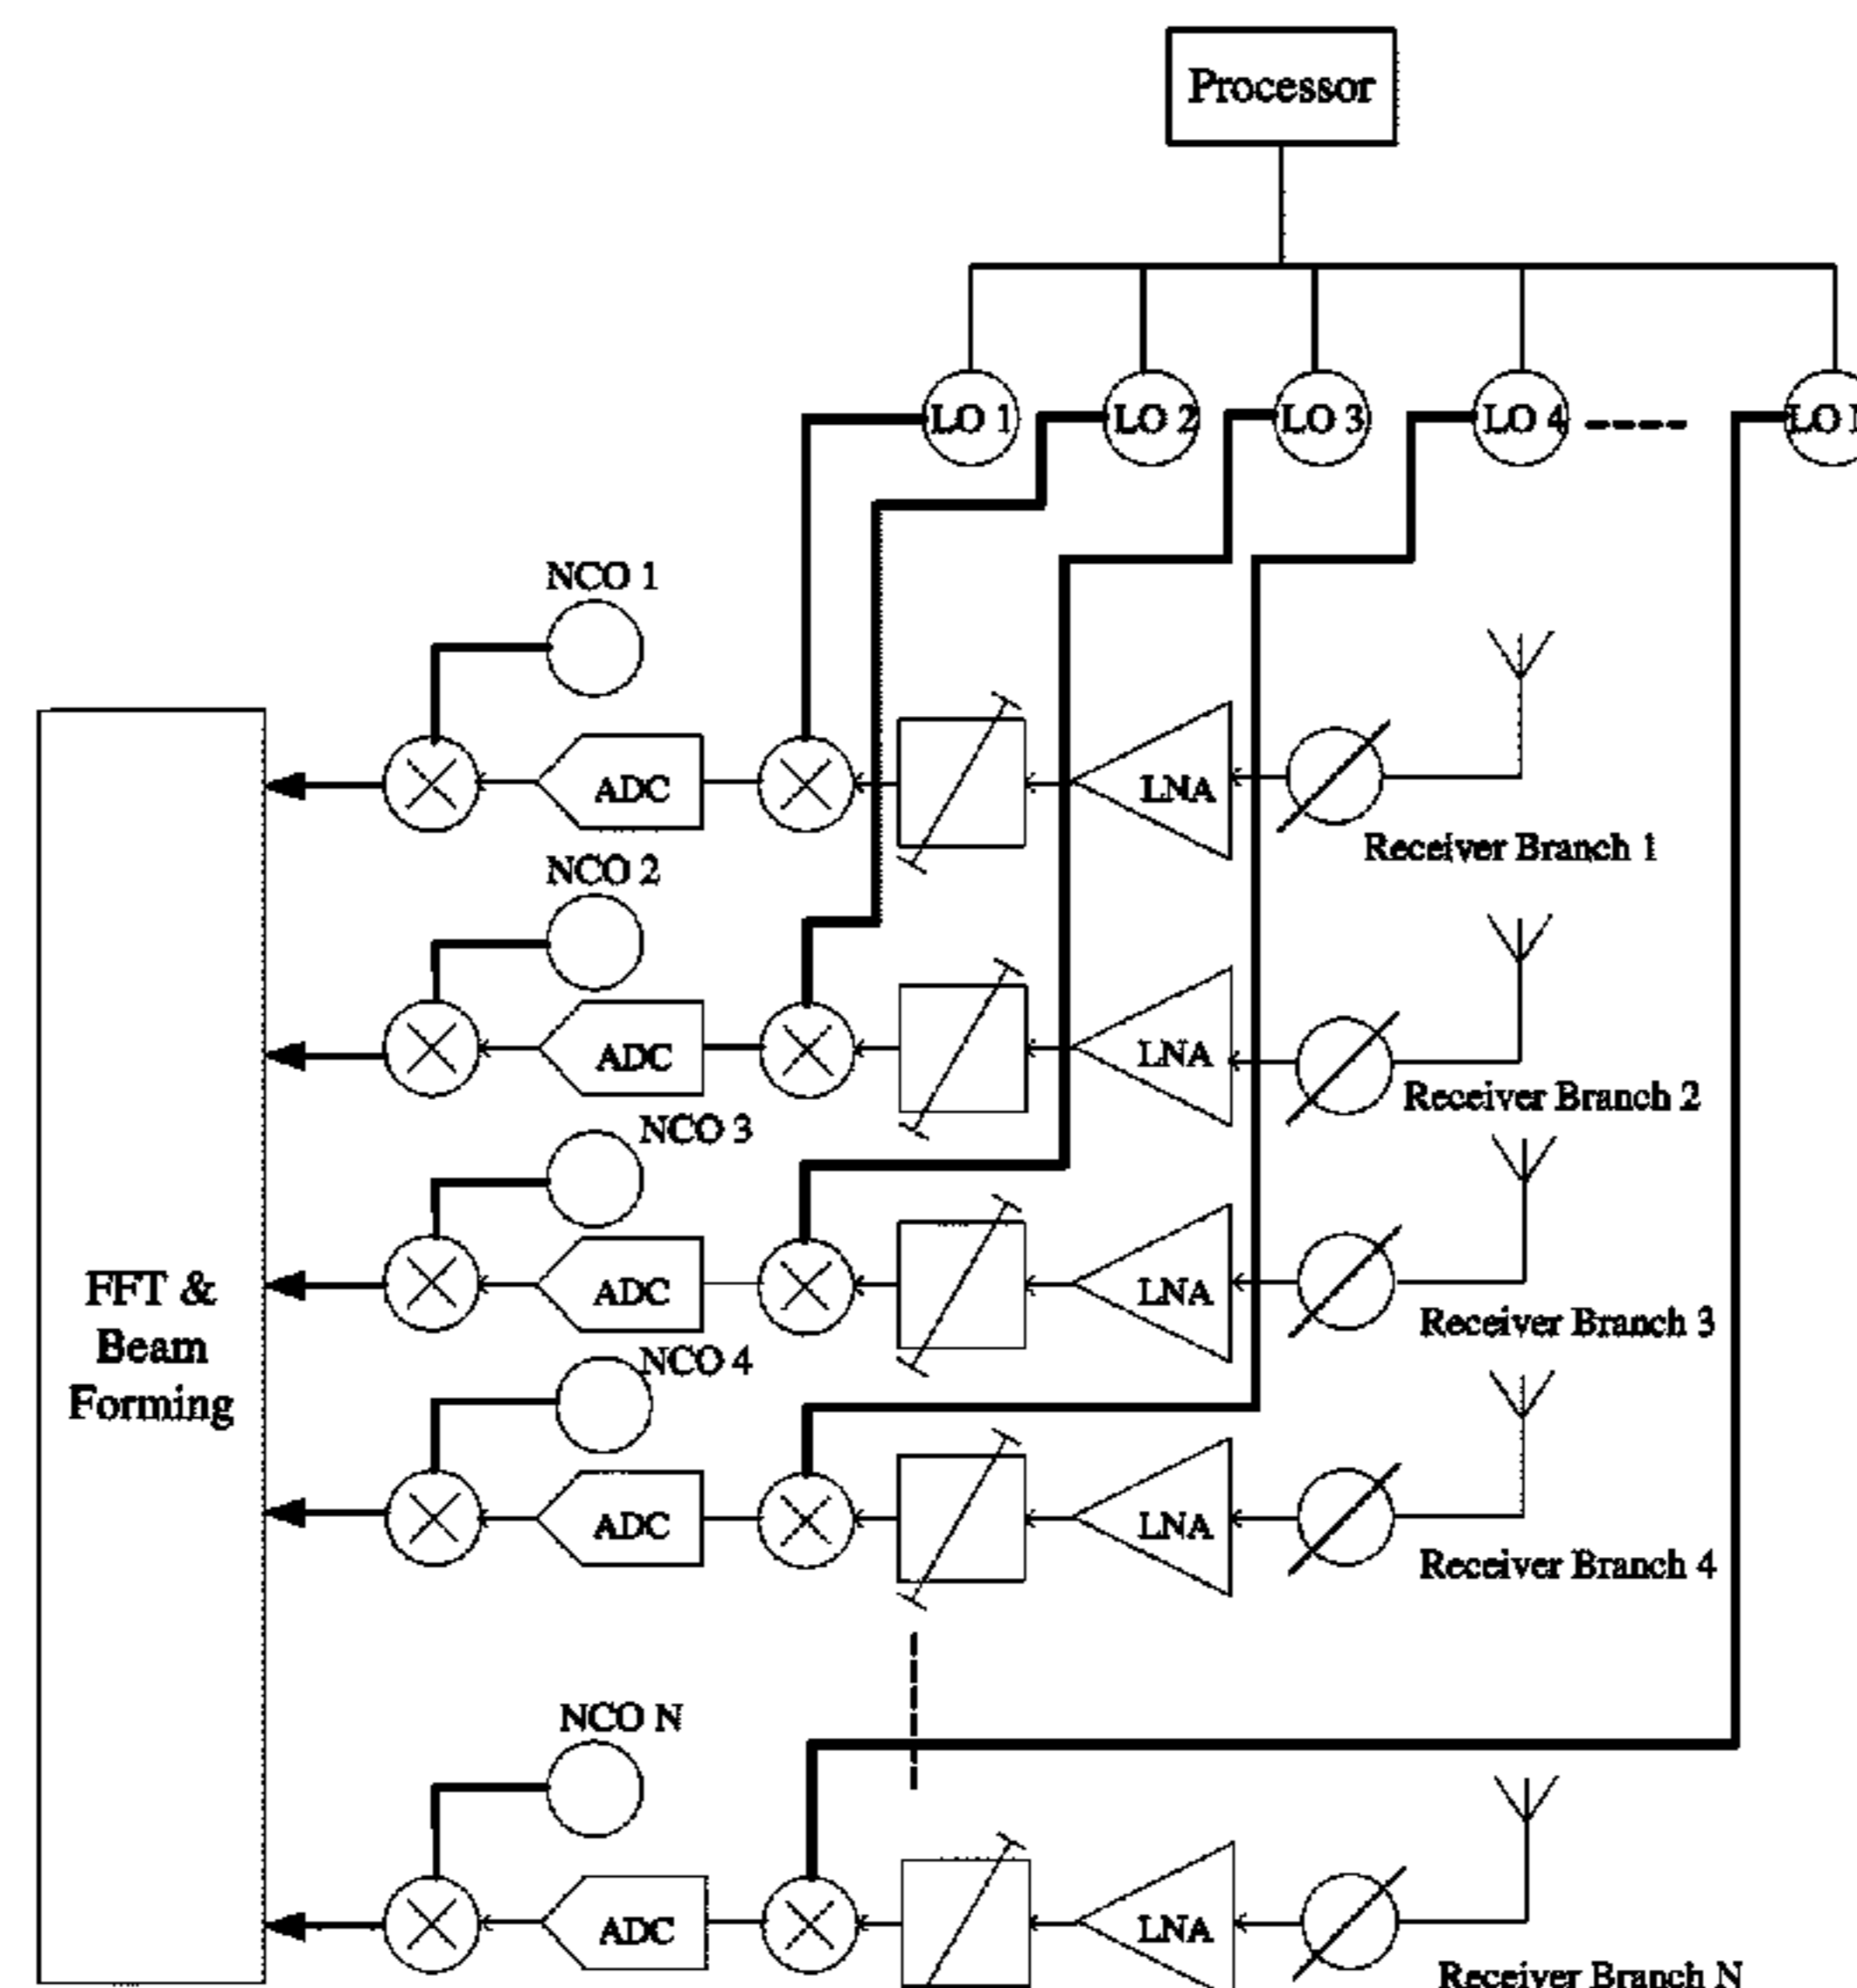 Processor
LO 1
LO 2
LO 3
LO 4
LO
NCO 1
LNA
ADC
Receiver Branch 1
NCO 2
LNA
ADC
Receiver Branch 2
NCO 3
LNA
ADC
Receiver Branch 3
FFT &
Beam
Forming
NCO 4
LNA
ADC
Receiver Branch 4
NCO N
LNA
ADC
Receiver Branch N